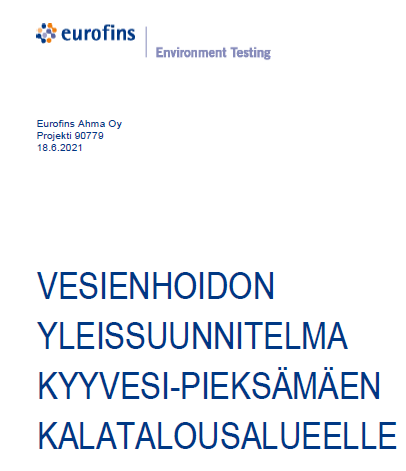 eurofins
Environment Testing
Eurofins Ahma Oy
Projekti 90779
18.6.2021
VESIENHOIDON
YLEISSUUNNITELMA
KYYVESI-PIEKSÄMÄEN
KALATALOUSALUEELLE